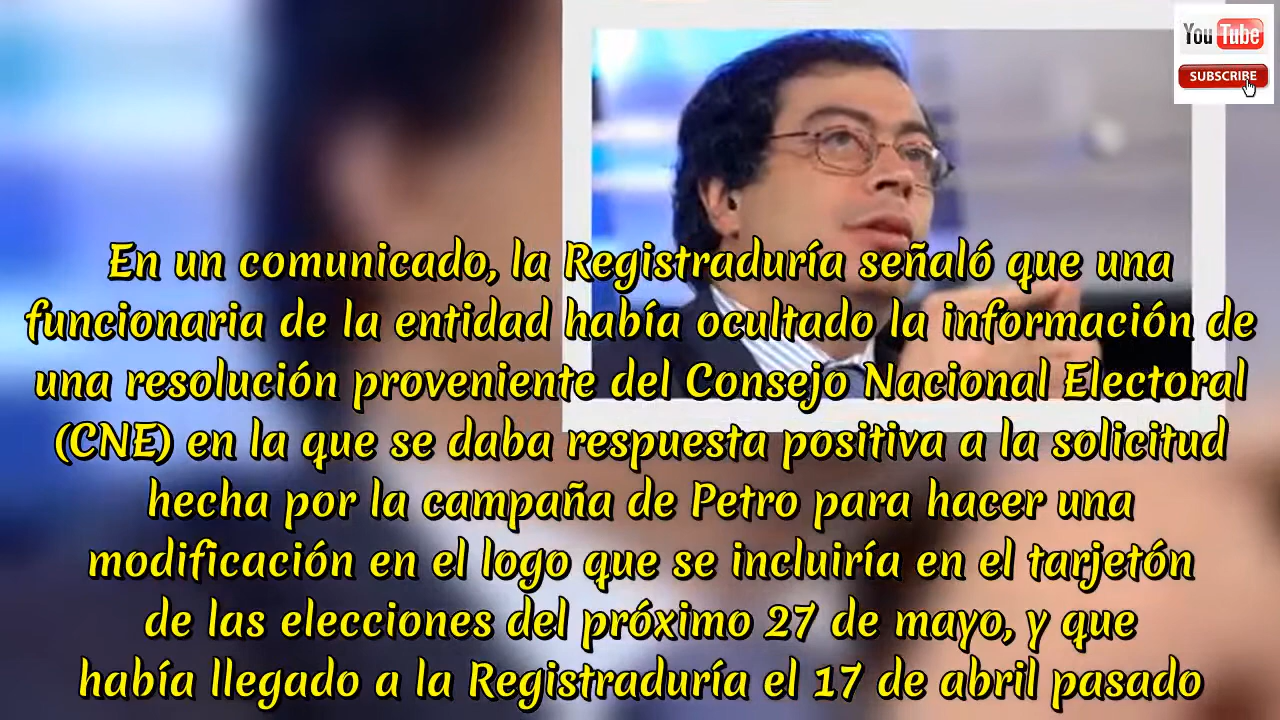 You Tube
SUBSCRIBE
En un comunicado, la Registraduría señaló que una
funcionaria de la entidad había ocultado la información de
una resolución proveniente del Consejo Nacional Electoral
(CNE) en la que se daba respuesta positiva a la solicitud
hecha por la campaña de Petro para hacer una
modificación en el logo que se incluiría en el tarjetón
de las elecciones del próximo 27 de mayo, y que
había llegado a la Registraduría el 17 de abril pasado